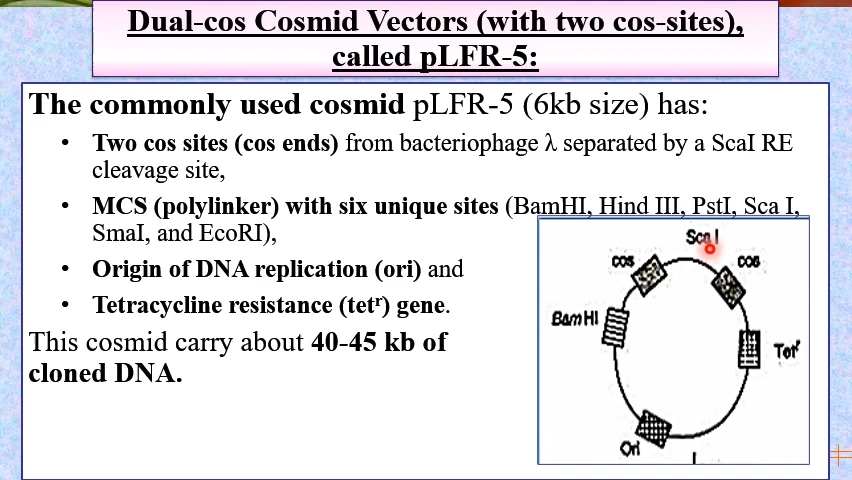 Dual-cos Cosmid Vectors (with two cos-sites),
called pLFR-5:
The commonly used cosmid pLFR-5 (6kb size) has:
• Two cos sites (cos ends) from bacteriophage λ separated by a ScaI RE
cleavage site,
• MCS (polylinker) with six unique sites (BamHI, Hind III, PstI, Sca I,
SmaI, and EcoRI),
• Origin of DNA replication (ori) and
• Tetracycline resistance (tetʳ) gene.
This cosmid carry about 40-45 kb of
cloned DNA.
Sca I
cos
cos
BamHI
Tetʳ
Ori